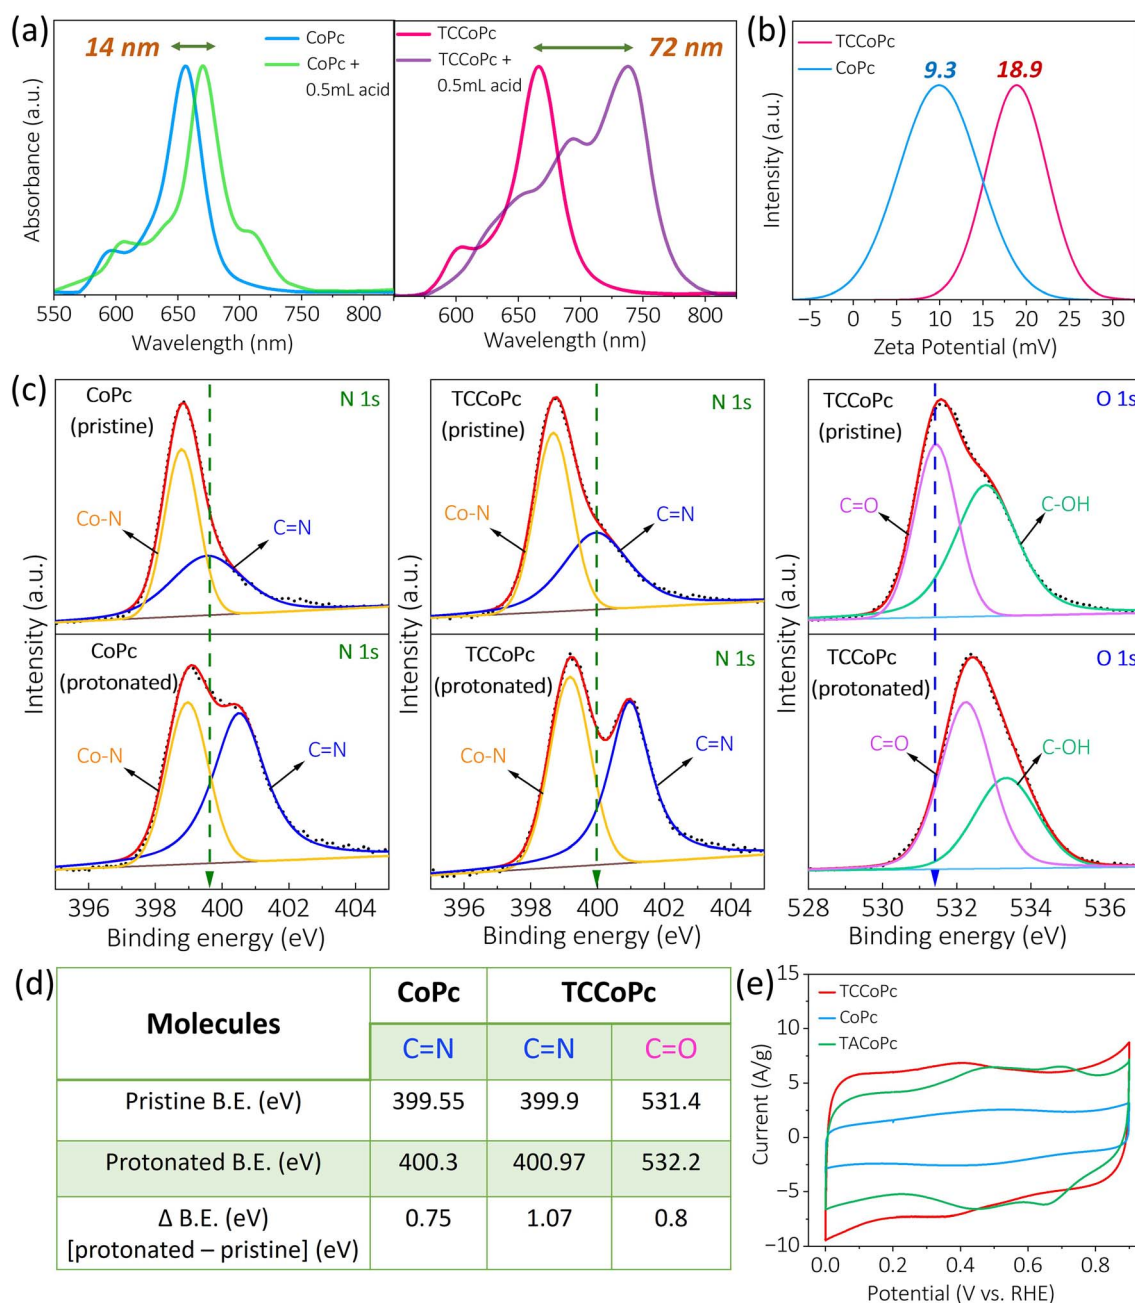 (a)
14 nm
CoPc
CoPc +
0.5mL acid
TCCoPc
TCCoPc +
0.5mL acid
72 nm
Absorbance (a.u.)
550 600 650 700 750 800
600 650 700 750 800
Wavelength (nm)
Wavelength (nm)
(b)
TCCoPc
CoPc
9.3
18.9
Intensity (a.u.)
−5 0 5 10 15 20 25 30
Zeta Potential (mV)
(c)
CoPc
(pristine)
N 1s
Co-N
C=N
TCCoPc
(pristine)
N 1s
Co-N
C=N
TCCoPc
(pristine)
O 1s
C=O
C-OH
Intensity (a.u.)
Intensity (a.u.)
Intensity (a.u.)
CoPc
(protonated)
N 1s
Co-N
C=N
TCCoPc
(protonated)
N 1s
Co-N
C=N
TCCoPc
(protonated)
O 1s
C=O
C-OH
396 398 400 402 404
396 398 400 402 404
528 530 532 534 536
Binding energy (eV)
Binding energy (eV)
Binding energy (eV)
(d)
Molecules
CoPc
TCCoPc
C=N
C=N
C=O
Pristine B.E. (eV) 399.55 399.9 531.4
Protonated B.E. (eV) 400.3 400.97 532.2
Δ B.E. (eV)
[protonated – pristine] (eV)
0.75 1.07 0.8
(e)
TCCoPc
CoPc
TACoPc
Current (A/g)
15
10
5
0
−5
−10
0.0 0.2 0.4 0.6 0.8
Potential (V vs. RHE)